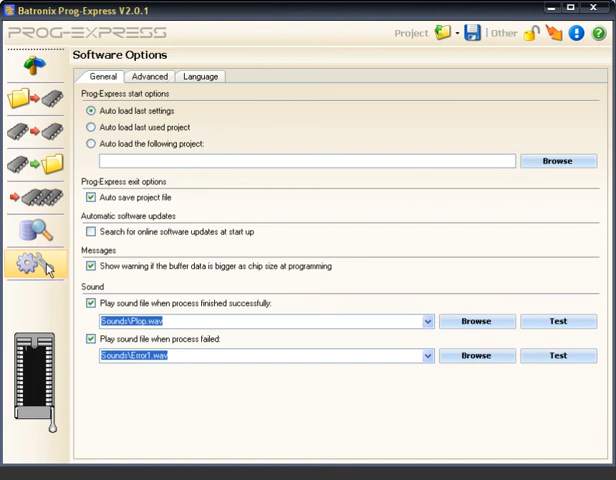 Batronix Prog-Express V2.0.1
PROG-EXPRESS
Project
Other
Software Options
General
Advanced
Language
Prog-Express start options
Auto load last settings
Auto load last used project
Auto load the following project:
Browse
Prog-Express exit options
Auto save project file
Automatic software updates
Search for online software updates at start up
Messages
Show warning if the buffer data is bigger as chip size at programming
Sound
Play sound file when process finished successfully:
Sounds\Plop.wav
Browse
Test
Play sound file when process failed:
Sounds\Error1.wav
Browse
Test